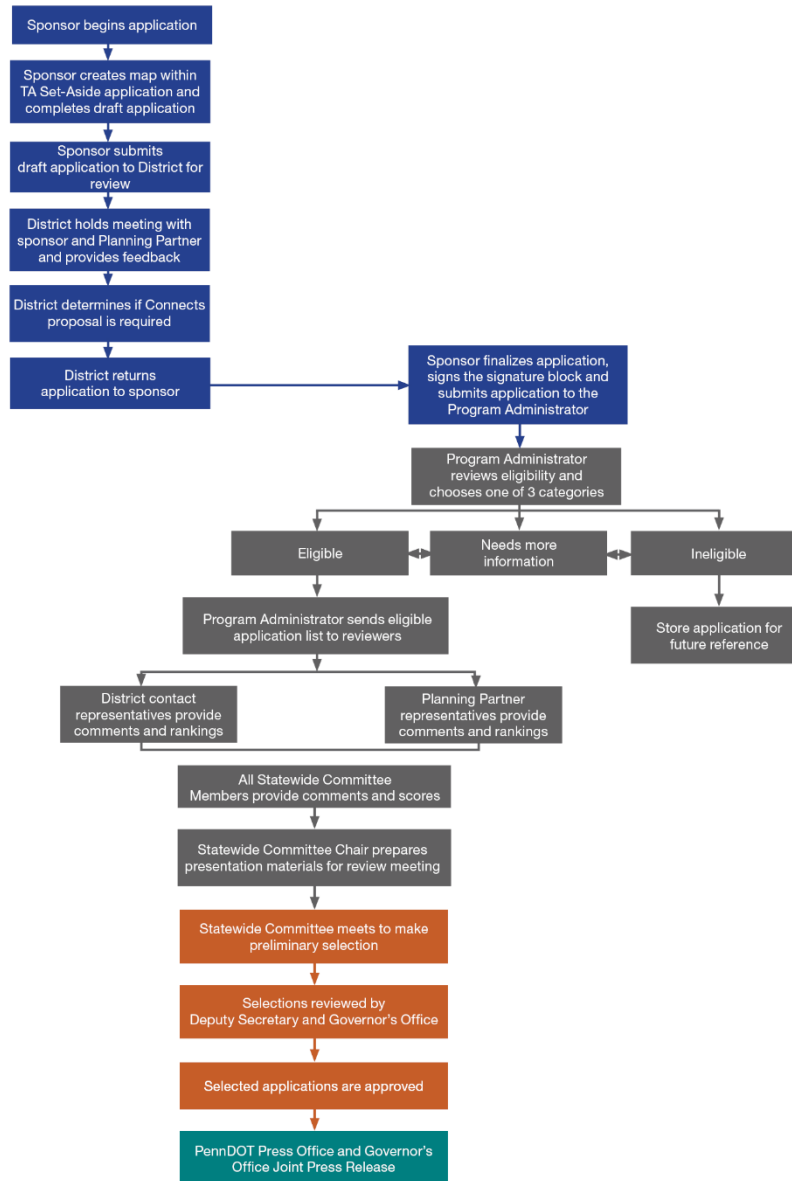 Sponsor begins application
Sponsor creates map within
TA Set-Aside application and
completes draft application
Sponsor submits
draft application to District for
review
District holds meeting with
sponsor and Planning Partner
and provides feedback
District determines if Connects
proposal is required
District returns
application to sponsor
Sponsor finalizes application,
signs the signature block and
submits application to the
Program Administrator
Program Administrator
reviews eligibility and
chooses one of 3 categories
Eligible
Needs more
information
Ineligible
Program Administrator sends eligible
application list to reviewers
Store application for
future reference
District contact
representatives provide
comments and rankings
Planning Partner
representatives provide
comments and rankings
All Statewide Committee
Members provide comments and scores
Statewide Committee Chair prepares
presentation materials for review meeting
Statewide Committee meets to make
preliminary selection
Selections reviewed by
Deputy Secretary and Governor's Office
Selected applications are approved
PennDOT Press Office and Governor's
Office Joint Press Release